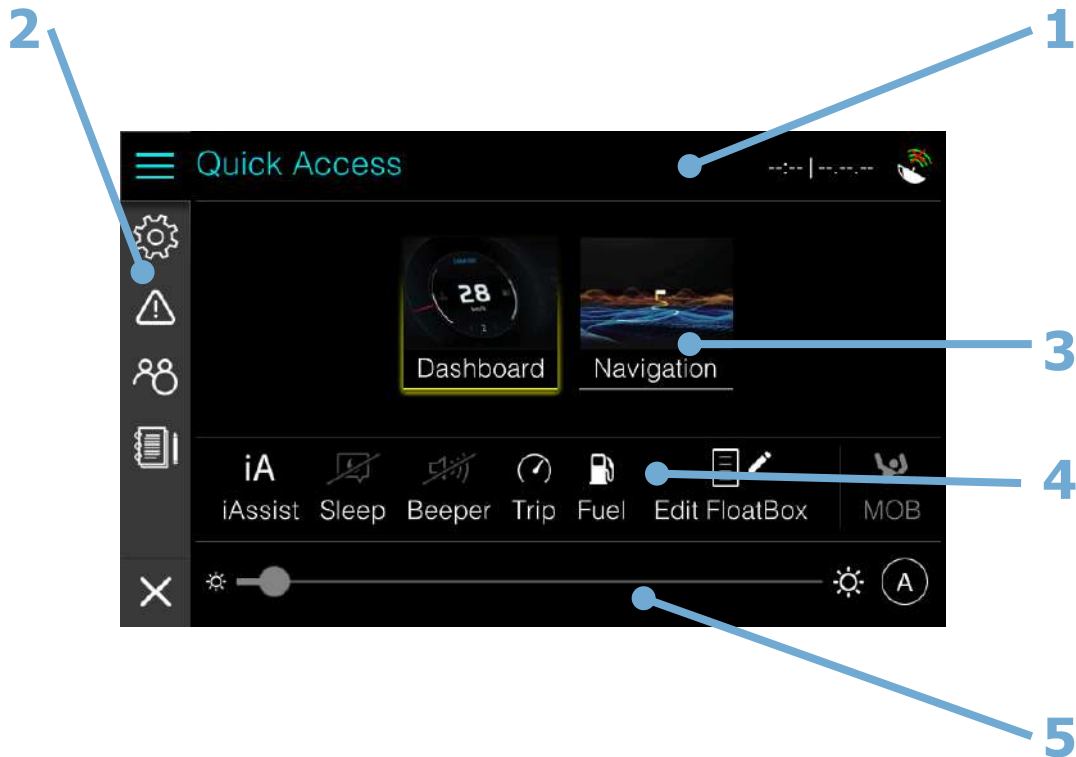 2
1
Quick Access
--:-- | --.--.--
28
km/h
Dashboard
Navigation
3
iA
iAssist Sleep Beeper Trip Fuel Edit FloatBox MOB
4
A
5